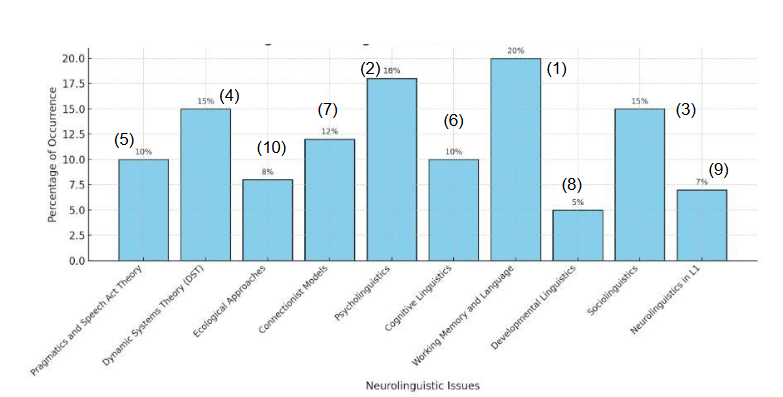 20%
(1)
(2)
18%
(4)
15%
(3)
15%
(7)
12%
(6)
10%
(5)
10%
(10)
8%
(9)
7%
(8)
5%
Percentage of Occurrence
20.0
17.5
15.0
12.5
10.0
7.5
5.0
2.5
0.0
Pragmatics and Speech Act Theory
Dynamic Systems Theory (DST)
Ecological Approaches
Connectionist Models
Psycholinguistics
Cognitive Linguistics
Working Memory and Language
Developmental Linguistics
Sociolinguistics
Neurolinguistics in L1
Neurolinguistic Issues